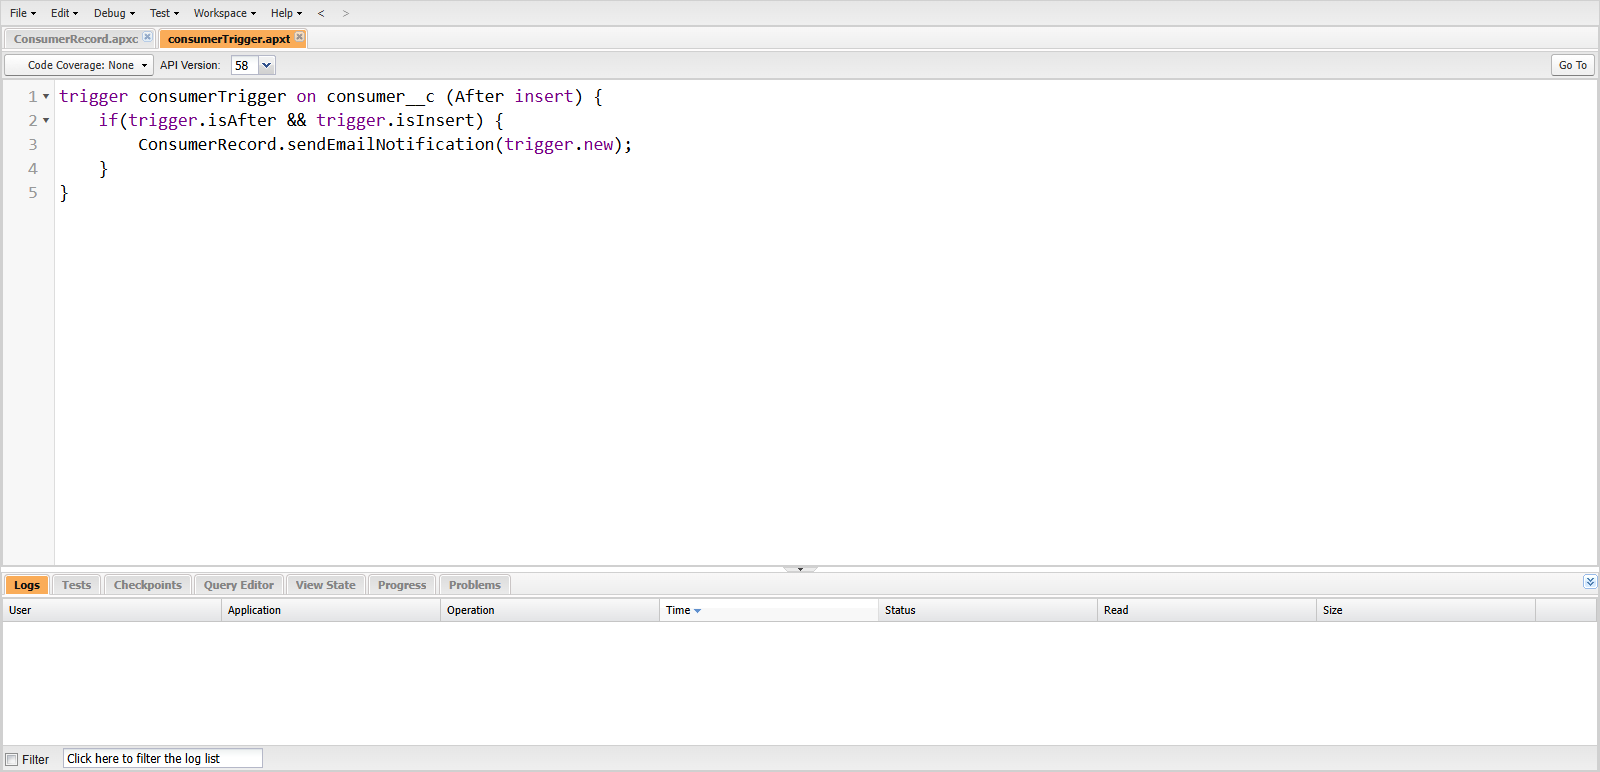 File Edit Debug Test Workspace Help < >
ConsumerRecord.apxc consumerTrigger.apxt
Code Coverage: None API Version: 58 Go To
1 trigger consumerTrigger on consumer__c (After insert) {
2 if(trigger.isAfter && trigger.isInsert) {
3 ConsumerRecord.sendEmailNotification(trigger.new);
4 }
5 }
Logs Tests Checkpoints Query Editor View State Progress Problems
User Application Operation Time Status Read Size
Filter Click here to filter the log list